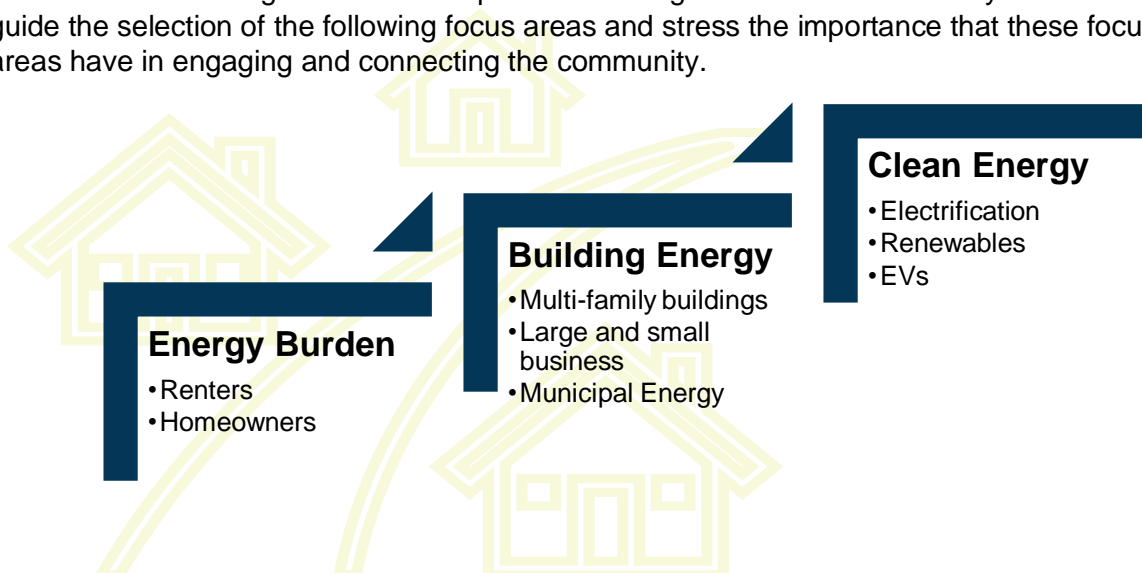 guide the selection of the following focus areas and stress the importance that these focu
areas have in engaging and connecting the community.
Clean Energy
•Electrification
•Renewables
•EVs
Building Energy
•Multi-family buildings
•Large and small
business
•Municipal Energy
Energy Burden
•Renters
•Homeowners